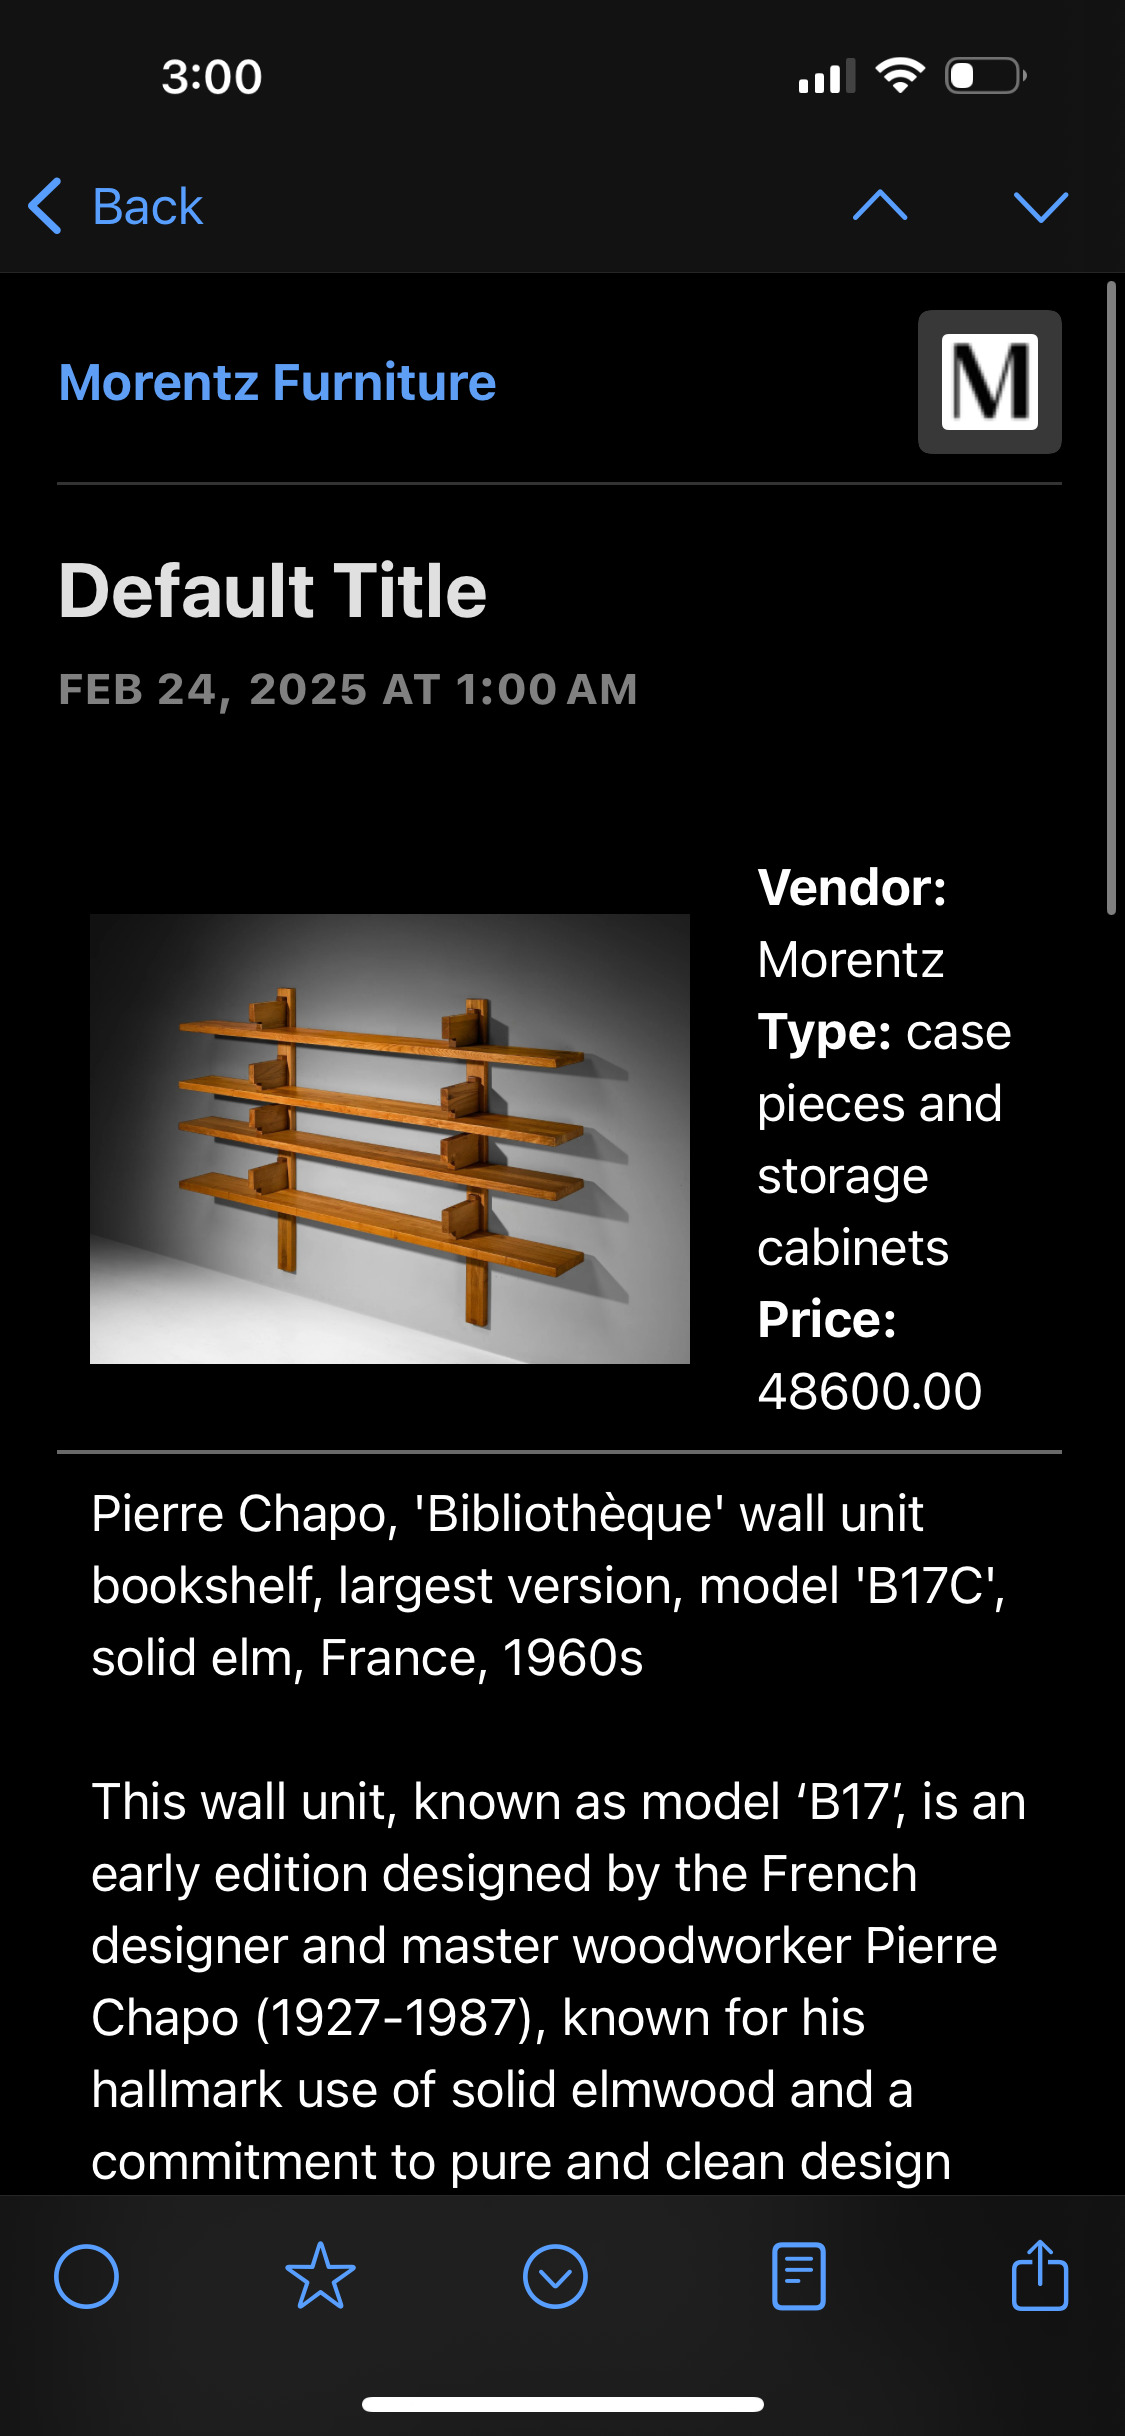 3:00
Back
Morentz Furniture
M
Default Title
FEB 24, 2025 AT 1:00 AM
Vendor:
Morentz
Type: case
pieces and
storage
cabinets
Price:
48600.00
Pierre Chapo, 'Bibliothèque' wall unit
bookshelf, largest version, model 'B17C',
solid elm, France, 1960s
This wall unit, known as model ‘B17’, is an
early edition designed by the French
designer and master woodworker Pierre
Chapo (1927-1987), known for his
hallmark use of solid elmwood and a
commitment to pure and clean design